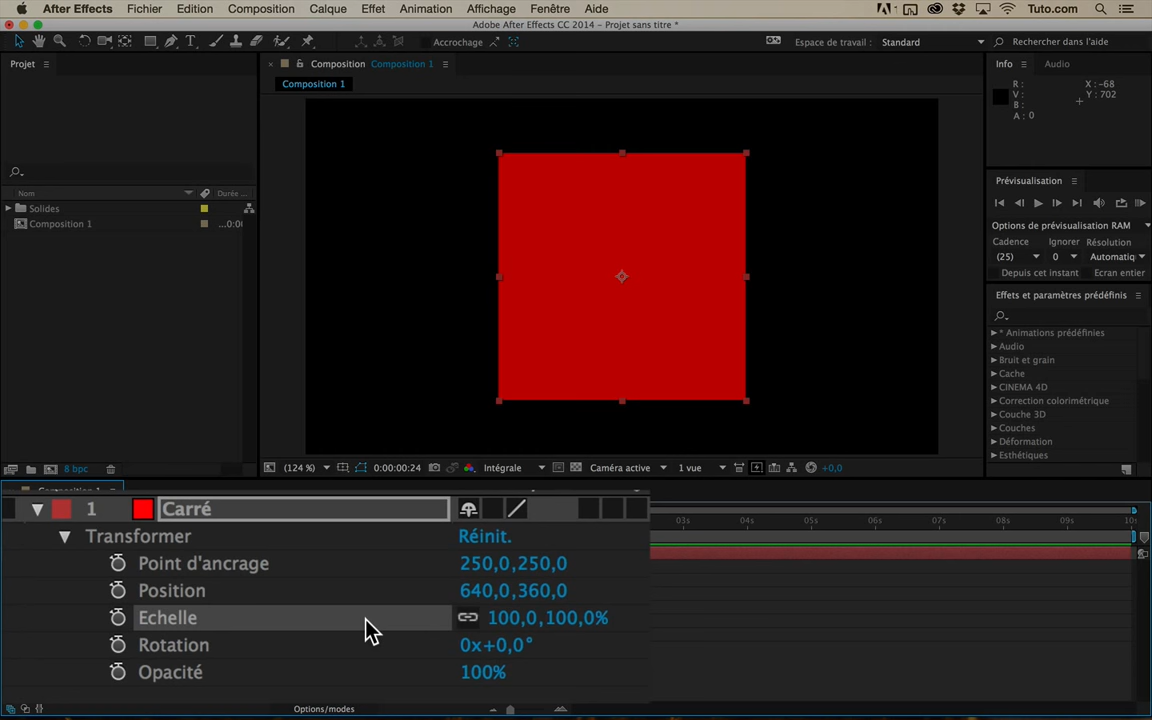 After Effects Fichier Edition Composition Calque Effet Animation Affichage Fenêtre Aide Tuto.com
Adobe After Effects CC 2014 - Projet sans titre *
Accrochage Espace de travail : Standard Rechercher dans l'aide
Projet
Composition Composition 1
Composition 1
Info Audio
R :
V :
B :
A : 0
X : -68
Y : 702
Prévisualisation
Options de prévisualisation RAM
Cadence Ignorer Résolution
(25) 0 Automatiq
Depuis cet instant Ecran entier
Effets et paramètres prédéfinis
* Animations prédéfinies
Audio
Bruit et grain
Cache
CINEMA 4D
Correction colorimétrique
Couche 3D
Couches
Déformation
Esthétiques
Nom Durée ...
Solides
Composition 1 ...0:0
8 bpc
(124 %) 0:00:00:24 Intégrale Caméra active 1 vue +0,0
1 Carré
Transformer Réinit.
Point d'ancrage 250,0,250,0
Position 640,0,360,0
Echelle 100,0,100,0%
Rotation 0x+0,0°
Opacité 100%
03s 04s 05s 06s 07s 08s 09s 10s
Options/modes